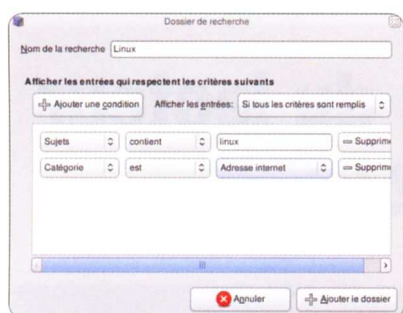 Dossier de recherche
Nom de la recherche Linux
Afficher les entrées qui respectent les critères suivants
Ajouter une condition Afficher les entrées: Si tous les critères sont remplis
Sujets contient linux Supprime
Catégorie est Adresse internet Supprime
Annuler Ajouter le dossier